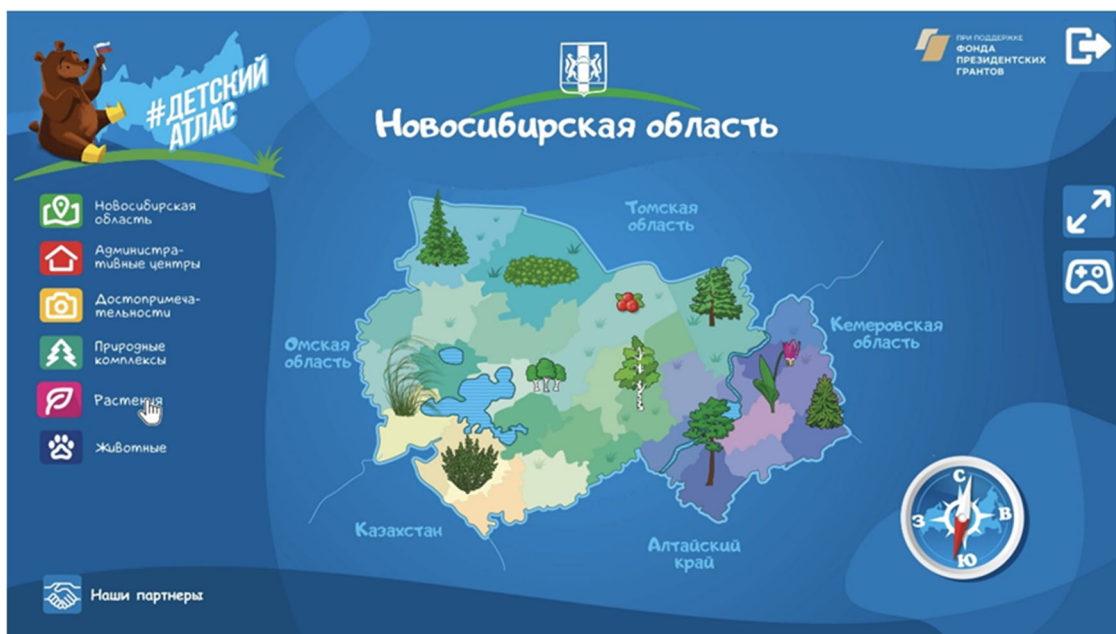 #ДЕТСКИЙ
АТЛАС
Новосибирская область
ПРИ ПОДДЕРЖКЕ
ФОНДА
ПРЕЗИДЕНТСКИХ
ГРАНТОВ
Новосибирская
область
Администра-
тивные центры
Достопримеча-
тельности
Природные
комплексы
Растения
Животные
Наши партнеры
Томская
область
Омская
область
Кемеровская
область
Казахстан
Алтайский
край
С
З
В
Ю